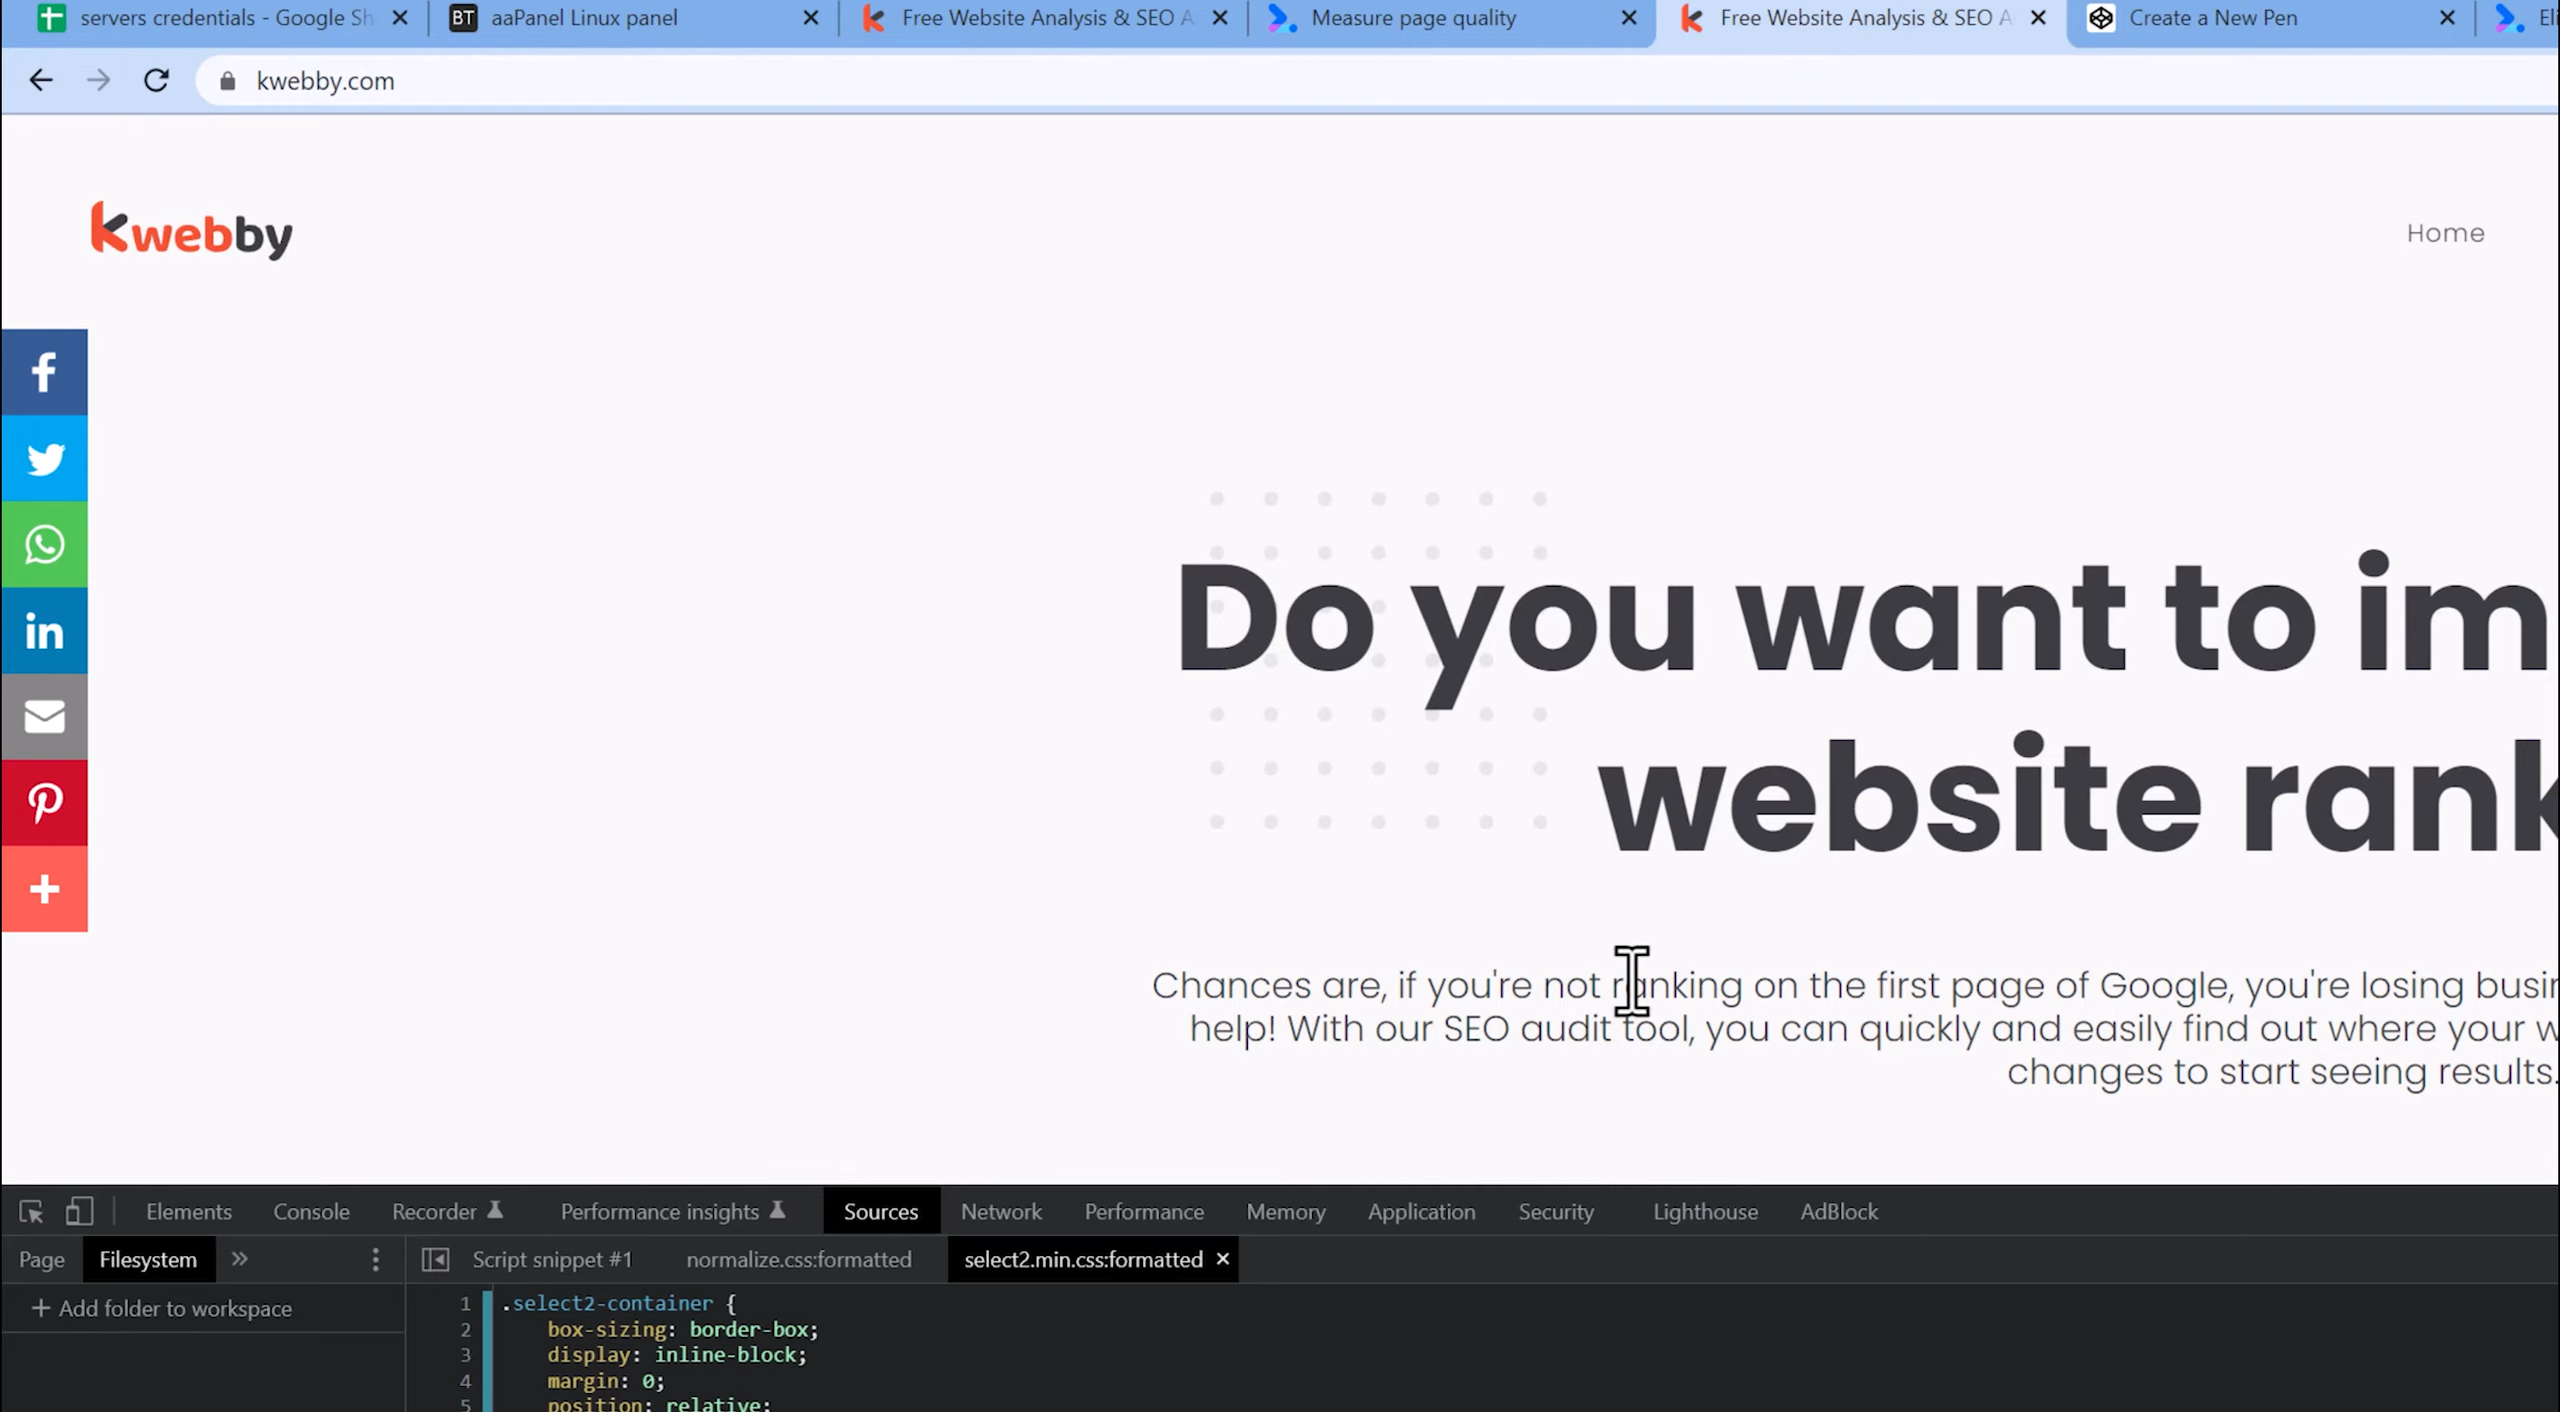 servers credentials - Google Sh
BT aaPanel Linux panel
Free Website Analysis & SEO A
Measure page quality
Free Website Analysis & SEO A
Create a New Pen
Eli
kwebby.com
kwebby
Home
Do you want to im
website rank
Chances are, if you're not ranking on the first page of Google, you're losing busin
help! With our SEO audit tool, you can quickly and easily find out where your w
changes to start seeing results.
Elements Console Recorder Performance insights Sources Network Performance Memory Application Security Lighthouse AdBlock
Page Filesystem » Script snippet #1 normalize.css:formatted select2.min.css:formatted ×
+ Add folder to workspace
1 .select2-container {
2 box-sizing: border-box;
3 display: inline-block;
4 margin: 0;
5 position: relative;